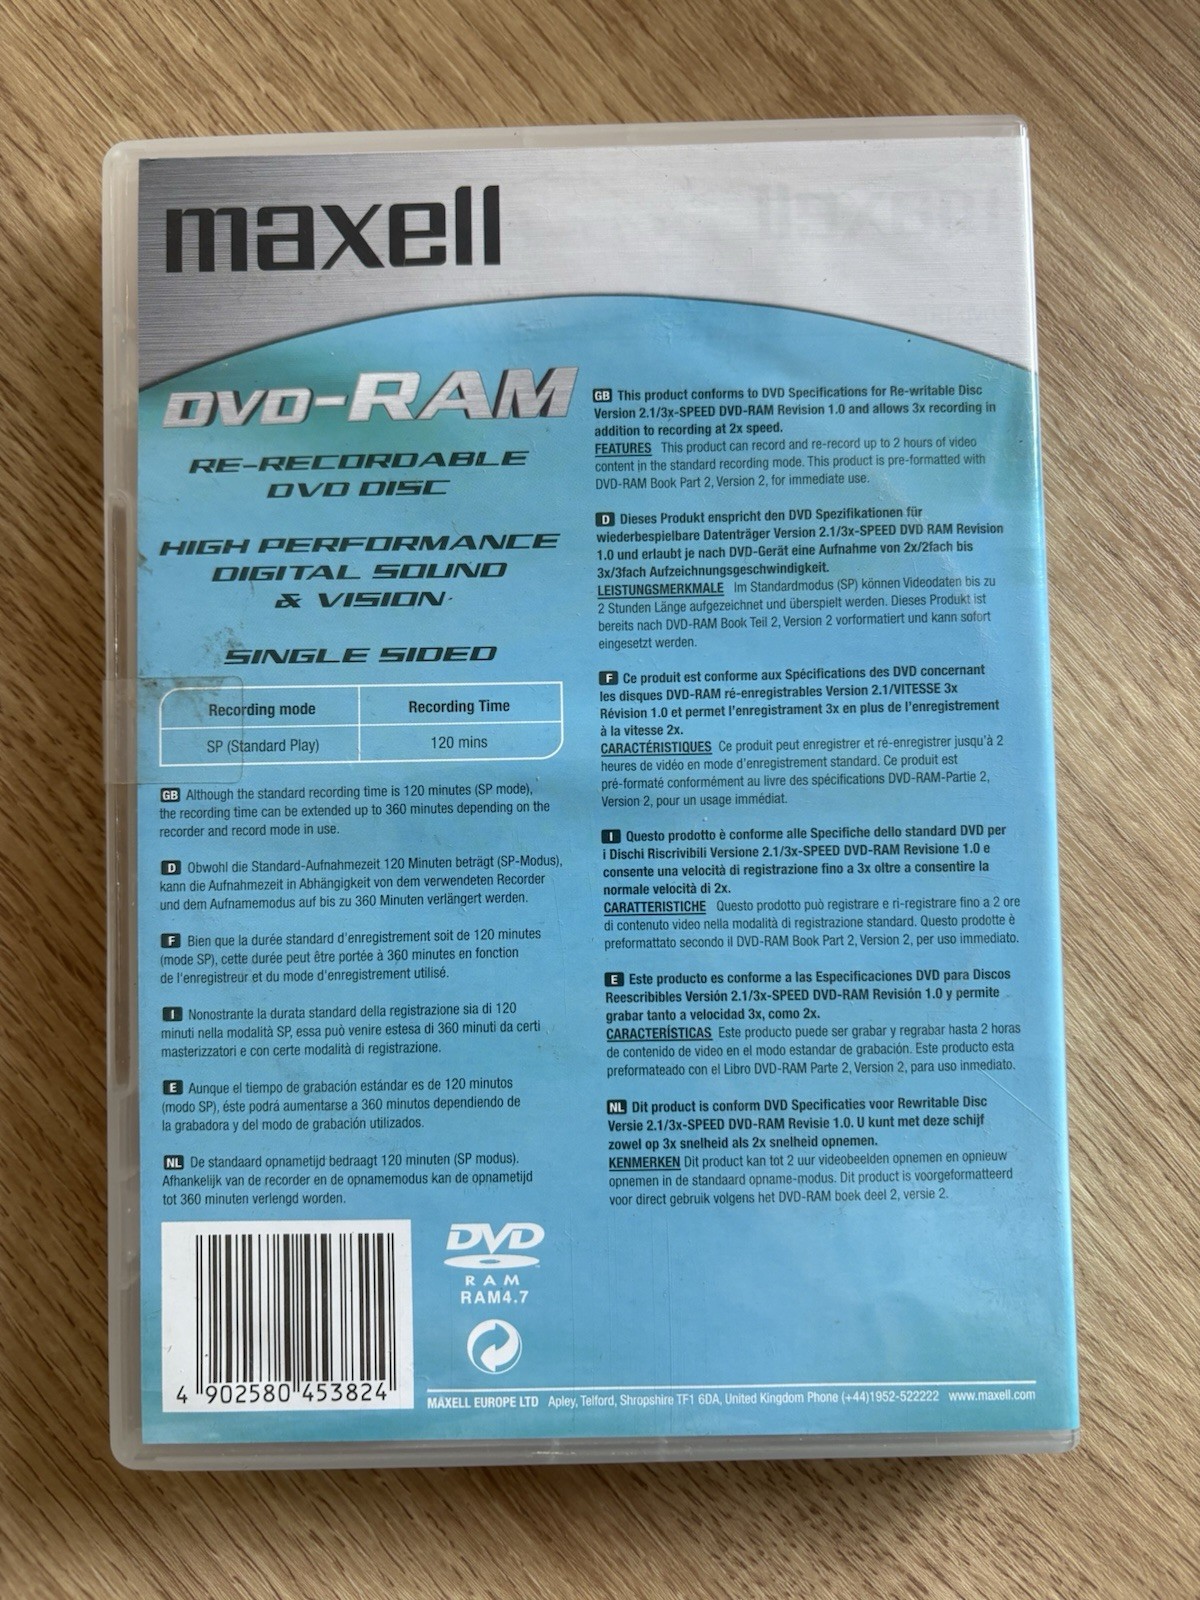 maxell
DVD-RAM
RE-RECORDABLE
DVD DISC
HIGH PERFORMANCE
DIGITAL SOUND
& VISION
SINGLE SIDED
Recording mode Recording Time
SP (Standard Play) 120 mins
GB Although the standard recording time is 120 minutes (SP mode),
the recording time can be extended up to 360 minutes depending on the
recorder and record mode in use.
D Obwohl die Standard-Aufnahmezeit 120 Minuten beträgt (SP-Modus),
kann die Aufnahmezeit in Abhängigkeit von dem verwendeten Recorder
und dem Aufnamemodus auf bis zu 360 Minuten verlängert werden.
F Bien que la durée standard d'enregistrement soit de 120 minutes
(mode SP), cette durée peut être portée à 360 minutes en fonction
de l'enregistreur et du mode d'enregistrement utilisé.
I Nonostrante la durata standard della registrazione sia di 120
minuti nella modalità SP, essa può venire estesa di 360 minuti da certi
masterizzatori e con certe modalità di registrazione.
E Aunque el tiempo de grabación estándar es de 120 minutos
(modo SP), éste podrá aumentarse a 360 minutos dependiendo de
la grabadora y del modo de grabación utilizados.
NL De standaard opnametijd bedraagt 120 minuten (SP modus).
Afhankelijk van de recorder en de opnamemodus kan de opnametijd
tot 360 minuten verlengd worden.
GB This product conforms to DVD Specifications for Re-writable Disc
Version 2.1/3x-SPEED DVD-RAM Revision 1.0 and allows 3x recording in
addition to recording at 2x speed.
FEATURES This product can record and re-record up to 2 hours of video
content in the standard recording mode. This product is pre-formatted with
DVD-RAM Book Part 2, Version 2, for immediate use.
D Dieses Produkt enspricht den DVD Spezifikationen für
wiederbespielbare Datenträger Version 2.1/3x-SPEED DVD RAM Revision
1.0 und erlaubt je nach DVD-Gerät eine Aufnahme von 2x/2fach bis
3x/3fach Aufzeichnungsgeschwindigkeit.
LEISTUNGSMERKMALE Im Standardmodus (SP) können Videodaten bis zu
2 Stunden Länge aufgezeichnet und überspielt werden. Dieses Produkt ist
bereits nach DVD-RAM Book Teil 2, Version 2 vorformatiert und kann sofort
eingesetzt werden.
F Ce produit est conforme aux Spécifications des DVD concernant
les disques DVD-RAM ré-enregistrables Version 2.1/VITESSE 3x
Révision 1.0 et permet l'enregistrament 3x en plus de l'enregistrement
à la vitesse 2x.
CARACTÉRISTIQUES Ce produit peut enregistrer et ré-enregistrer jusqu'à 2
heures de vidéo en mode d'enregistrement standard. Ce produit est
pré-formaté conformément au livre des spécifications DVD-RAM-Partie 2,
Version 2, pour un usage immédiat.
I Questo prodotto è conforme alle Specifiche dello standard DVD per
i Dischi Riscrivibili Versione 2.1/3x-SPEED DVD-RAM Revisione 1.0 e
consente una velocità di registrazione fino a 3x oltre a consentire la
normale velocità di 2x.
CARATTERISTICHE Questo prodotto può registrare e ri-registrare fino a 2 ore
di contenuto video nella modalità di registrazione standard. Questo prodotte è
preformattato secondo il DVD-RAM Book Part 2, Version 2, per uso immediato.
E Este producto es conforme a las Especificaciones DVD para Discos
Reescribibles Versión 2.1/3x-SPEED DVD-RAM Revisión 1.0 y permite
grabar tanto a velocidad 3x, como 2x.
CARACTERÍSTICAS Este producto puede ser grabar y regrabar hasta 2 horas
de contenido de video en el modo estandar de grabación. Este producto esta
preformateado con el Libro DVD-RAM Parte 2, Version 2, para uso inmediato.
NL Dit product is conform DVD Specificaties voor Rewritable Disc
Versie 2.1/3x-SPEED DVD-RAM Revisie 1.0. U kunt met deze schijf
zowel op 3x snelheid als 2x snelheid opnemen.
KENMERKEN Dit product kan tot 2 uur videobeelden opnemen en opnieuw
opnemen in de standaard opname-modus. Dit product is voorgeformatteerd
voor direct gebruik volgens het DVD-RAM boek deel 2, versie 2.
DVD
RAM
RAM4.7
4 902580 453824
MAXELL EUROPE LTD Apley, Telford, Shropshire TF1 6DA, United Kingdom Phone (+44)1952-522222 www.maxell.com